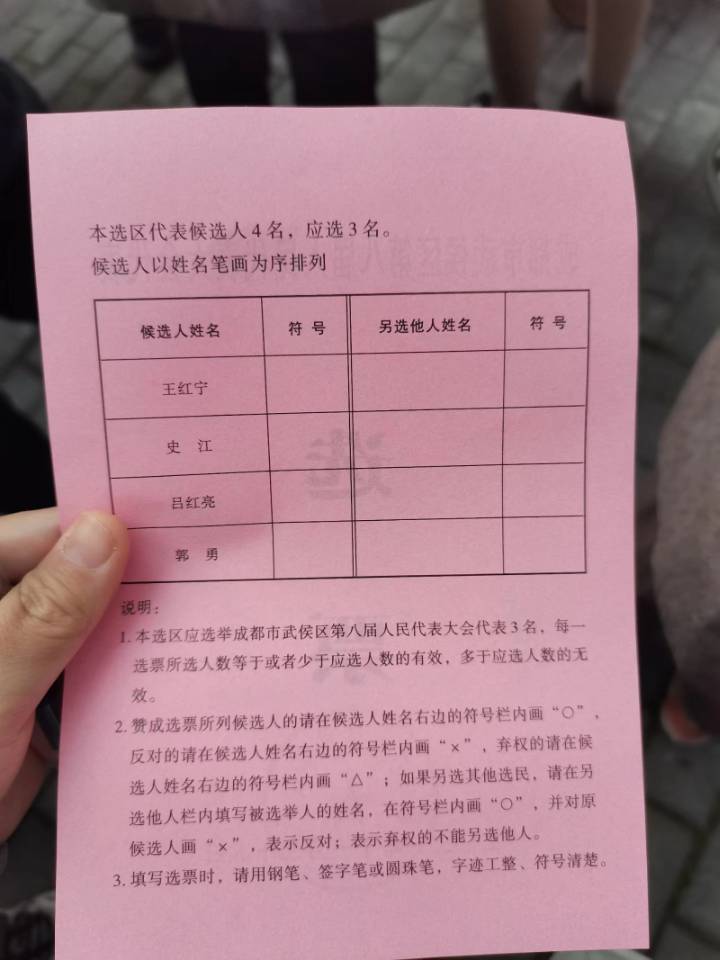 本选区代表候选人4名，应选3名。
候选人以姓名笔画为序排列
候选人姓名 符号 另选他人姓名 符号
王红宁
史 江
吕红亮
郭 勇
说明：
1. 本选区应选举成都市武侯区第八届人民代表大会代表3名，每一
选票所选人数等于或者少于应选人数的有效，多于应选人数的无
效。
2. 赞成选票所列候选人的请在候选人姓名右边的符号栏内画“○”，
反对的请在候选人姓名右边的符号栏内画“×”，弃权的请在候
选人姓名右边的符号栏内画“△”；如果另选其他选民，请在另
选他人栏内填写被选举人的姓名，在符号栏内画“○”，并对原
候选人画“×”，表示反对；表示弃权的不能另选他人。
3. 填写选票时，请用钢笔、签字笔或圆珠笔，字迹工整、符号清楚。